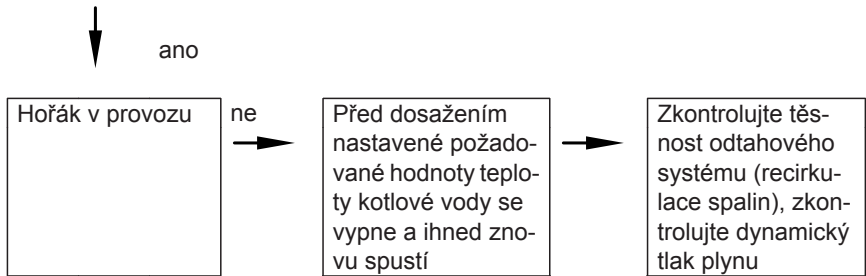 ano
Hořák v provozu
ne
Před dosažením
nastavené požado-
vané hodnoty teplo-
ty kotlové vody se
vypne a ihned zno-
vu spustí
Zkontrolujte těs-
nost odtahového
systému (recirku-
lace spalin), zkon-
trolujte dynamický
tlak plynu